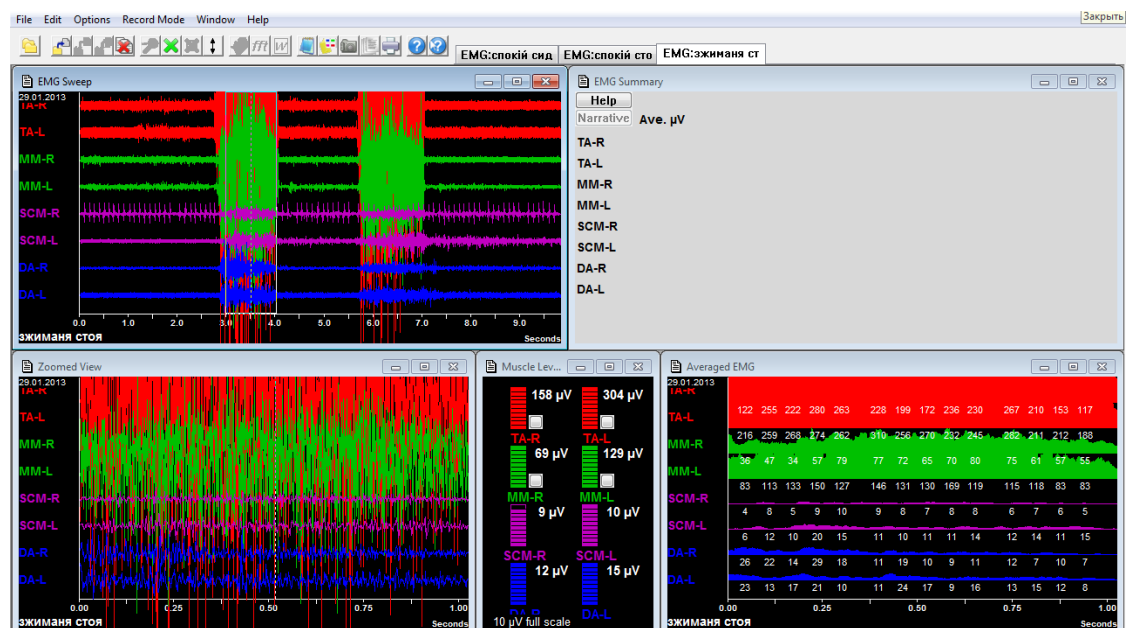 File Edit Options Record Mode Window Help
Закрыть
fft W
EMG:спокій сид EMG:спокій сто EMG:зжиманя ст
EMG Sweep
29.01.2013
TA-R
TA-L
MM-R
MM-L
SCM-R
SCM-L
DA-R
DA-L
0.0 1.0 2.0 3.0 4.0 5.0 6.0 7.0 8.0 9.0
зжиманя стоя
Seconds
EMG Summary
Help
Narrative Ave. µV
TA-R
TA-L
MM-R
MM-L
SCM-R
SCM-L
DA-R
DA-L
Zoomed View
29.01.2013
TA-R
TA-L
MM-R
MM-L
SCM-R
SCM-L
DA-R
DA-L
0.00 0.25 0.50 0.75 1.00
зжиманя стоя
Seconds
Muscle Lev...
158 µV 304 µV
TA-R TA-L
69 µV 129 µV
MM-R MM-L
9 µV 10 µV
SCM-R SCM-L
12 µV 15 µV
DA-R DA-L
10 µV full scale
Averaged EMG
29.01.2013
TA-R
122 255 222 280 263 228 199 172 236 230 267 210 153 117
TA-L
216 259 268 274 262 310 256 270 232 245 282 211 212 188
MM-R
36 47 34 57 79 77 72 65 70 80 75 61 57 55
MM-L
83 113 133 150 127 146 131 130 169 119 115 118 83 83
SCM-R
4 8 5 9 10 9 8 7 8 8 6 7 6 5
SCM-L
6 12 10 20 15 11 10 11 11 14 12 14 11 15
DA-R
26 22 14 29 18 11 19 10 9 11 12 7 10 7
DA-L
23 13 17 21 10 11 24 17 9 16 13 15 12 8
0.00 0.25 0.50 0.75 1.00
зжиманя стоя
Seconds